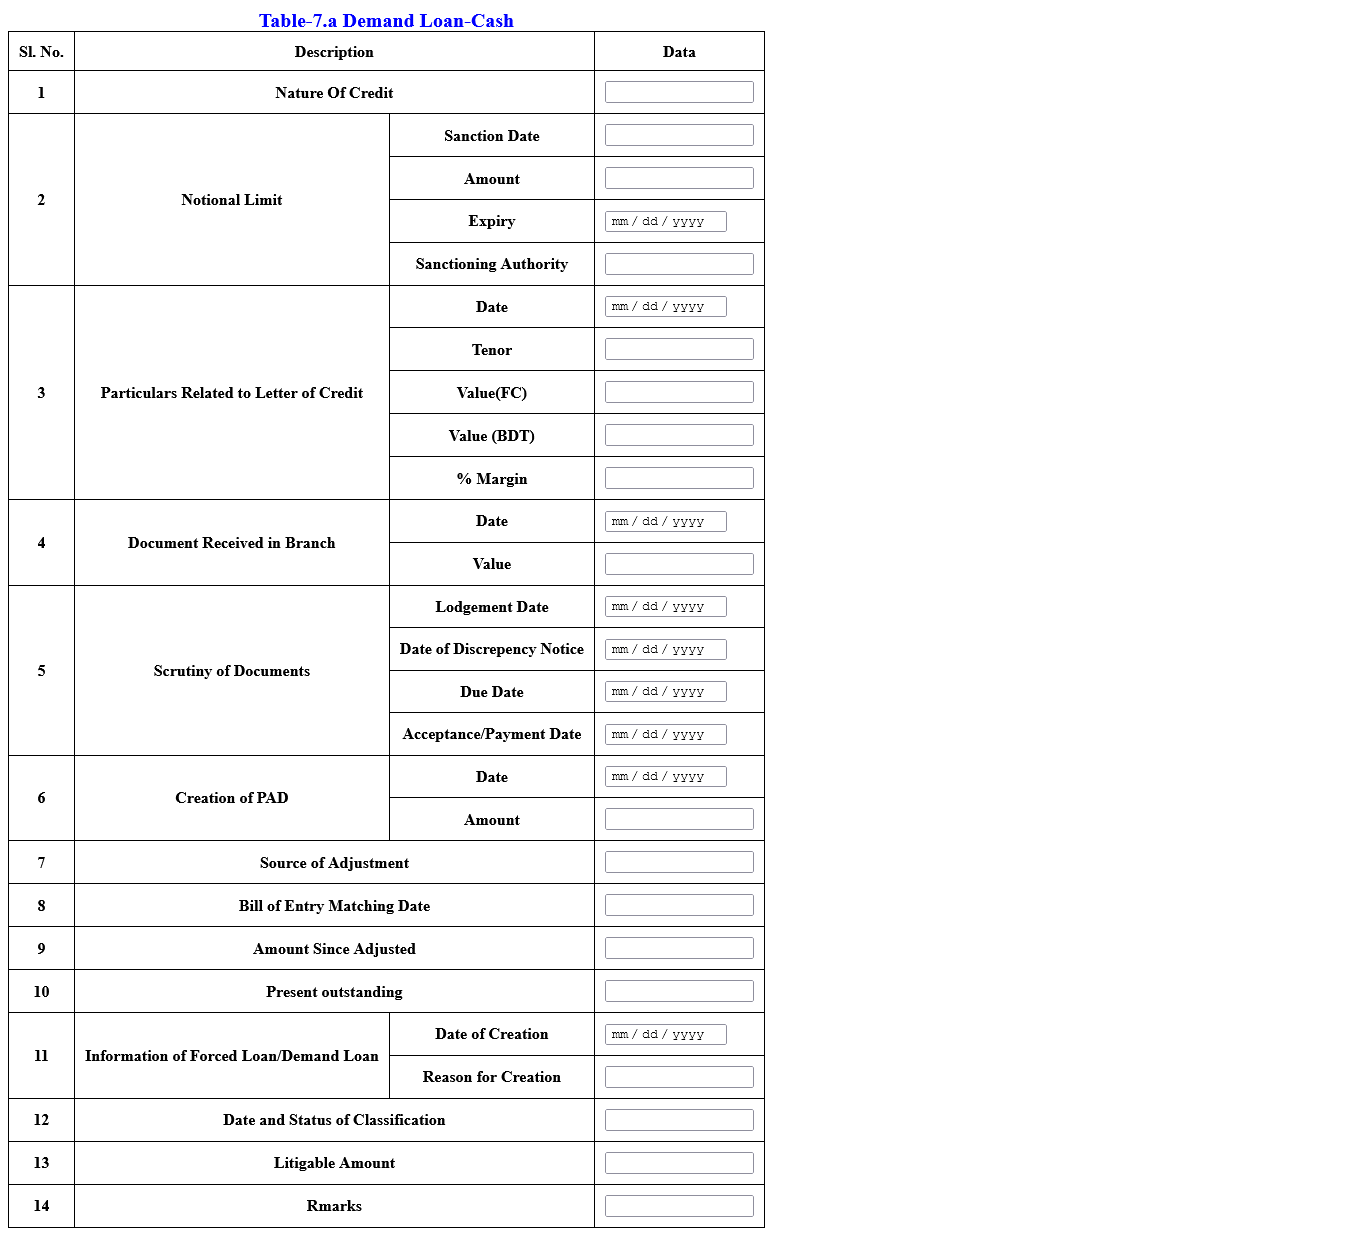 Table-7.a Demand Loan-Cash
Sl. No. Description Data
1 Nature Of Credit
2 Notional Limit Sanction Date
Amount
Expiry mm / dd / yyyy
Sanctioning Authority
3 Particulars Related to Letter of Credit Date mm / dd / yyyy
Tenor
Value(FC)
Value (BDT)
% Margin
4 Document Received in Branch Date mm / dd / yyyy
Value
5 Scrutiny of Documents Lodgement Date mm / dd / yyyy
Date of Discrepency Notice mm / dd / yyyy
Due Date mm / dd / yyyy
Acceptance/Payment Date mm / dd / yyyy
6 Creation of PAD Date mm / dd / yyyy
Amount
7 Source of Adjustment
8 Bill of Entry Matching Date
9 Amount Since Adjusted
10 Present outstanding
11 Information of Forced Loan/Demand Loan Date of Creation mm / dd / yyyy
Reason for Creation
12 Date and Status of Classification
13 Litigable Amount
14 Rmarks